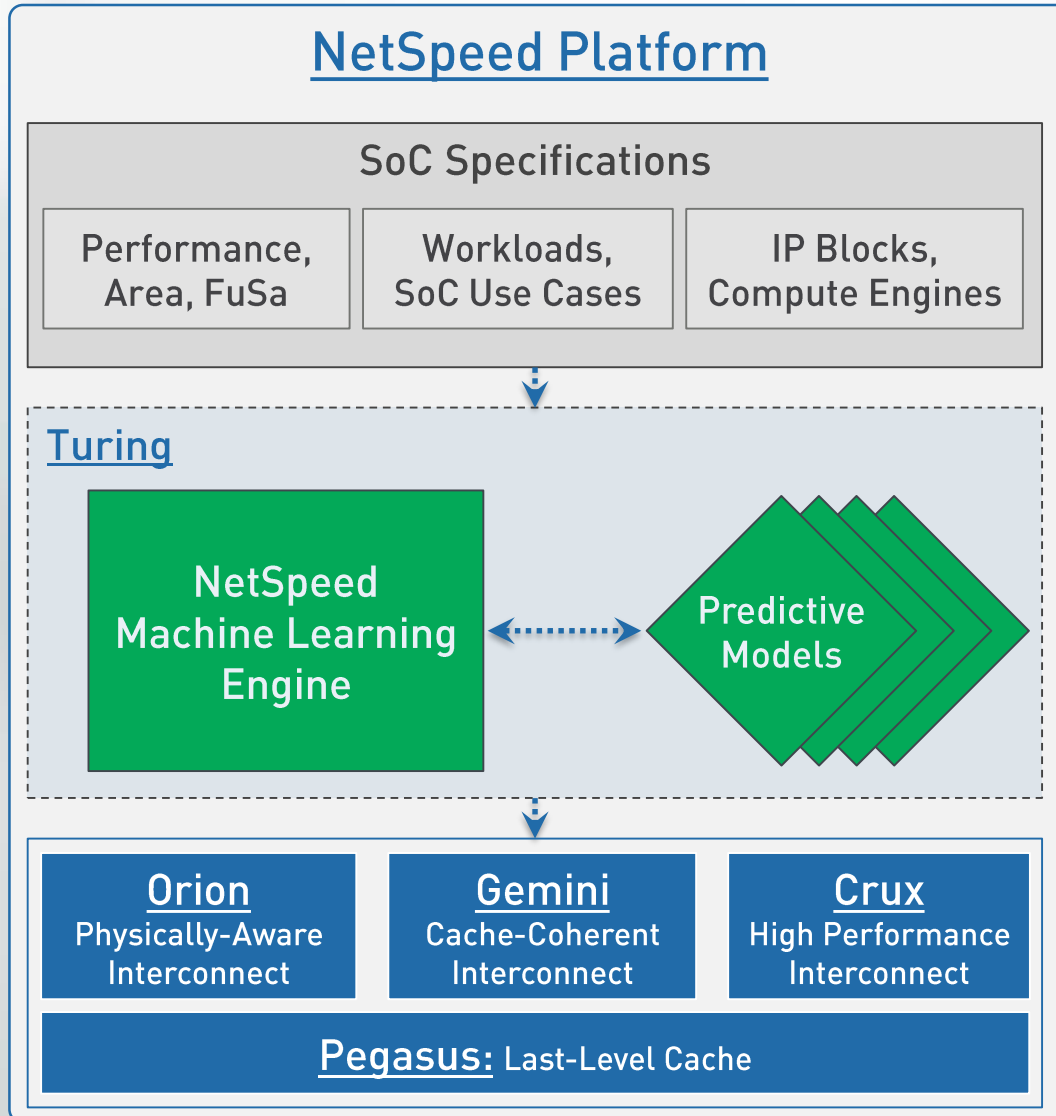 NetSpeed Platform
SoC Specifications
Performance,
Area, FuSa
Workloads,
SoC Use Cases
IP Blocks,
Compute Engines
Turing
NetSpeed
Machine Learning
Engine
Predictive
Models
Orion
Physically-Aware
Interconnect
Gemini
Cache-Coherent
Interconnect
Crux
High Performance
Interconnect
Pegasus: Last-Level Cache